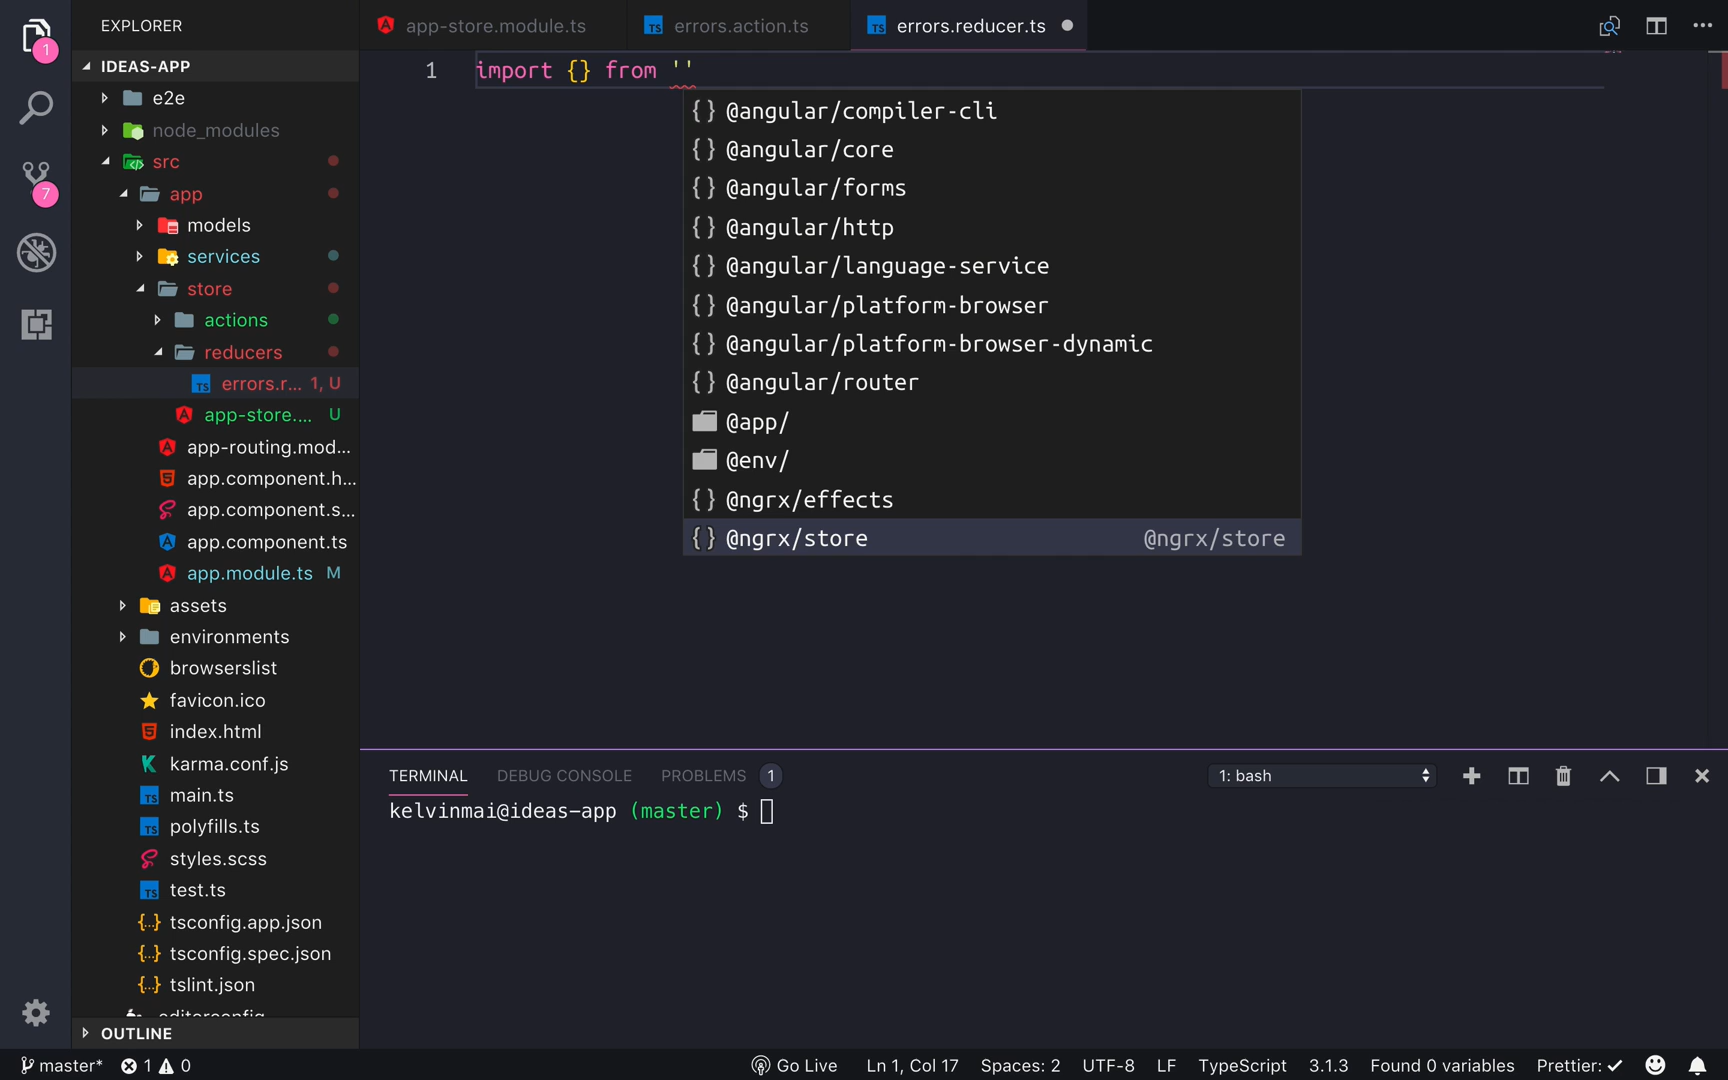 EXPLORER
1
IDEAS-APP
e2e
node_modules
src
app
models
services
store
actions
reducers
errors.r... 1, U
app-store.... U
app-routing.mod...
app.component.h...
app.component.s...
app.component.ts
app.module.ts M
assets
environments
browserslist
favicon.ico
index.html
karma.conf.js
main.ts
polyfills.ts
styles.scss
test.ts
tsconfig.app.json
tsconfig.spec.json
tslint.json
.editorconfig
OUTLINE
7
app-store.module.ts
errors.action.ts
errors.reducer.ts
1 import {} from ''
@angular/compiler-cli
@angular/core
@angular/forms
@angular/http
@angular/language-service
@angular/platform-browser
@angular/platform-browser-dynamic
@angular/router
@app/
@env/
@ngrx/effects
@ngrx/store @ngrx/store
TERMINAL DEBUG CONSOLE PROBLEMS 1
1: bash
kelvinmai@ideas-app (master) $
master* 1 0 Go Live Ln 1, Col 17 Spaces: 2 UTF-8 LF TypeScript 3.1.3 Found 0 variables Prettier: ✓